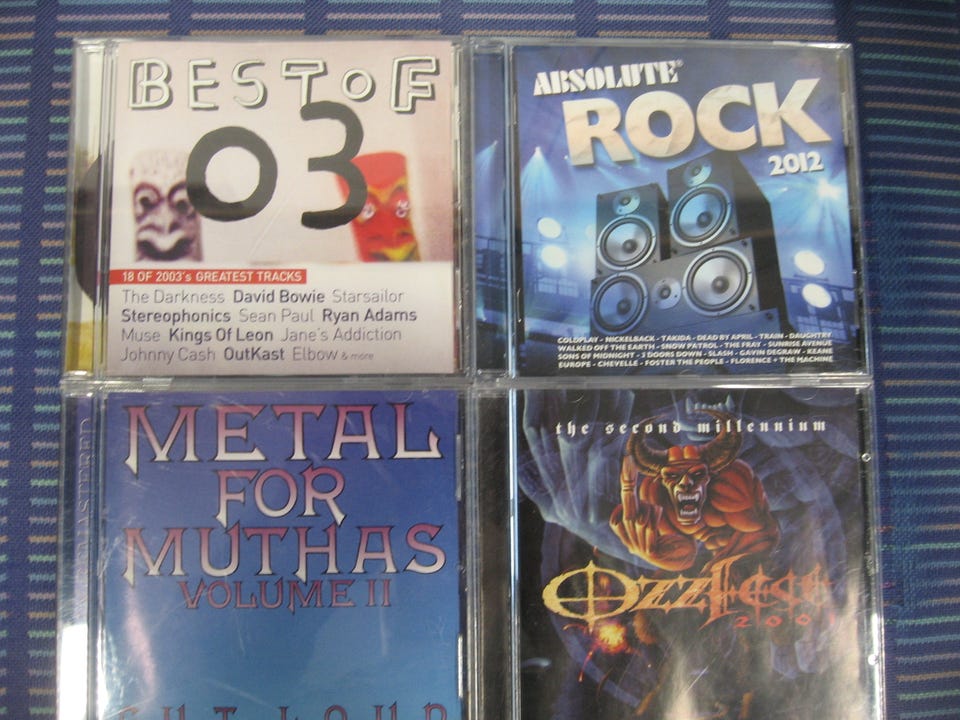 BEST OF
03
18 OF 2003's GREATEST TRACKS
The Darkness David Bowie Starsailor
Stereophonics Sean Paul Ryan Adams
Muse Kings Of Leon Jane's Addiction
Johnny Cash OutKast Elbow & more
ABSOLUTE®
ROCK
2012
COLDPLAY - NICKELBACK - TAKIDA - DEAD BY APRIL - TRAIN - DAUGHTRY
WALKED OFF THE EARTH - SNOW PATROL - THE FRAY - SUNRISE AVENUE
SONS OF MIDNIGHT - 3 DOORS DOWN - SLASH - GAVIN DEGRAW - KEANE
EUROPE - CHEVELLE - FOSTER THE PEOPLE - FLORENCE + THE MACHINE
METAL
FOR
MUTHAS
VOLUME II
CUT LOUD
the second millennium
OZZFEST
2001